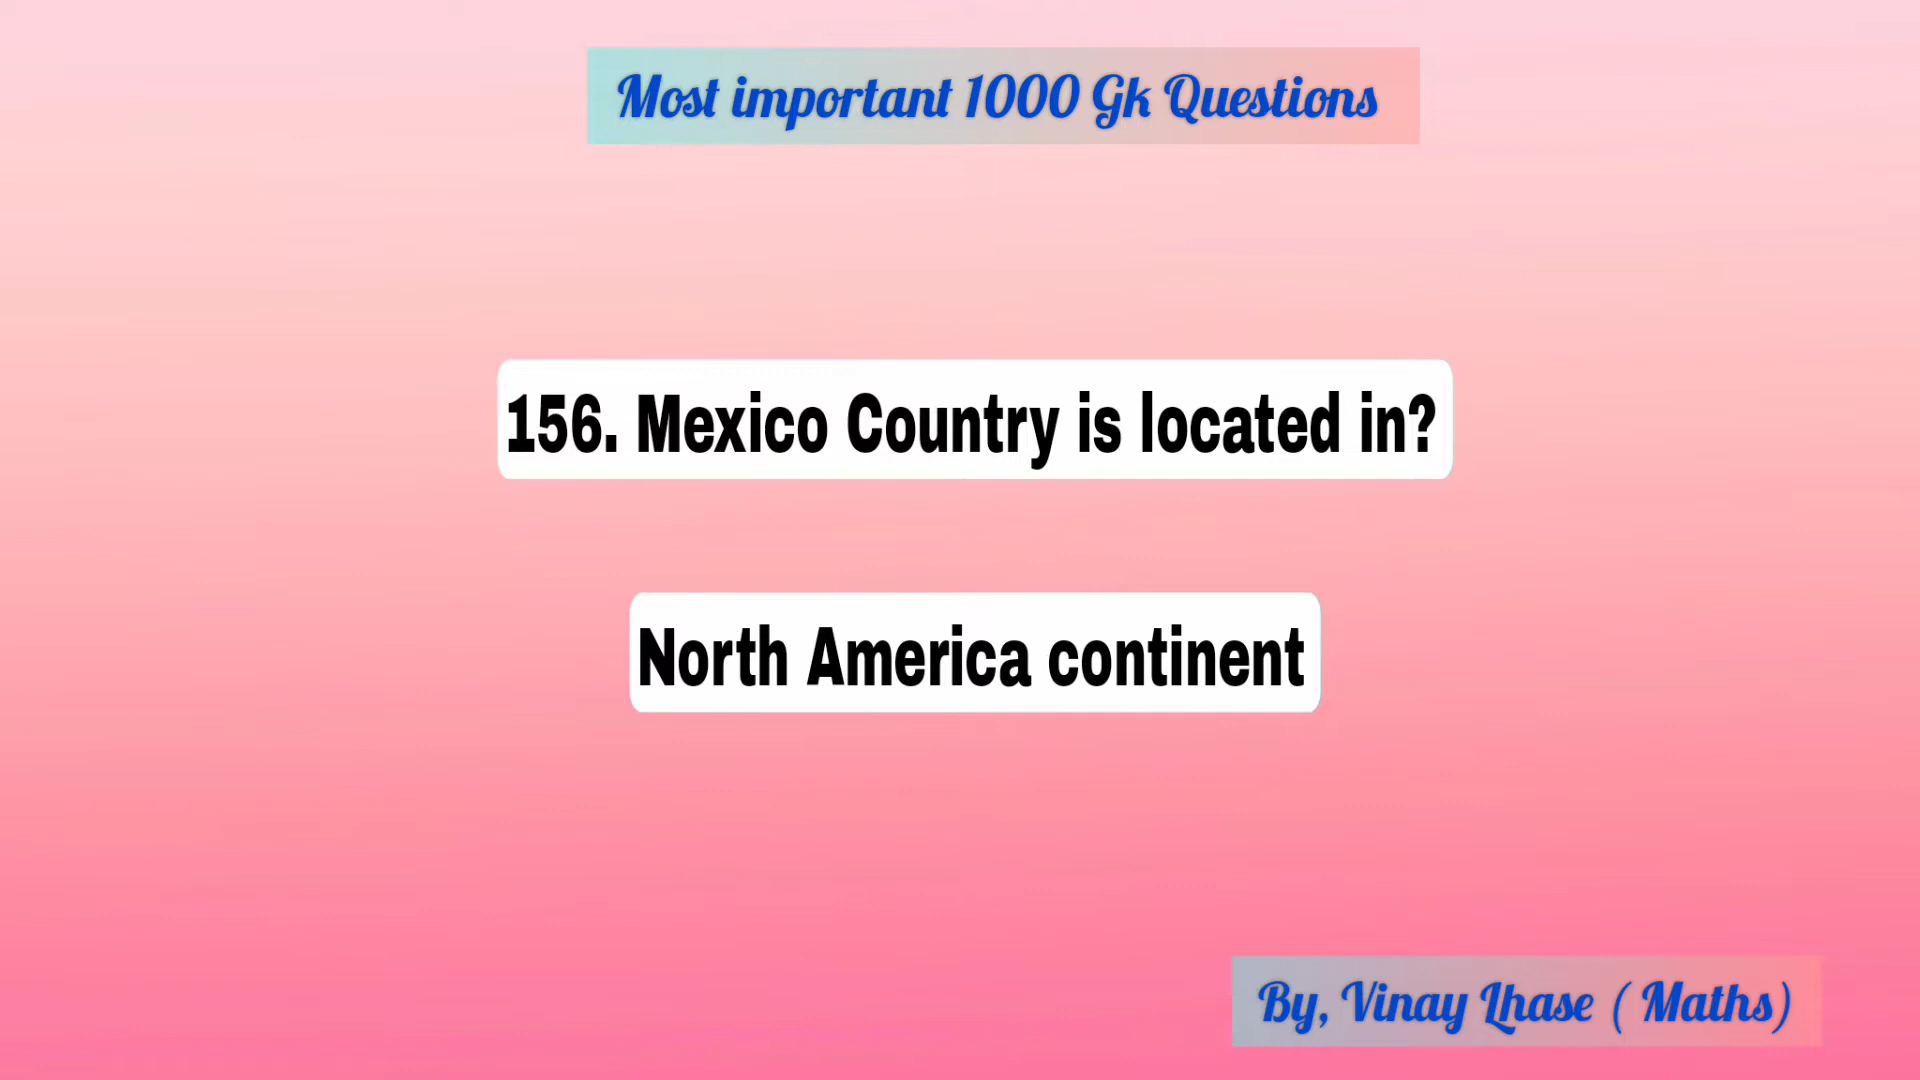 Most important 1000 Gk Questions
156. Mexico Country is located in?
North America continent
By, Vinay Lhase ( Maths)